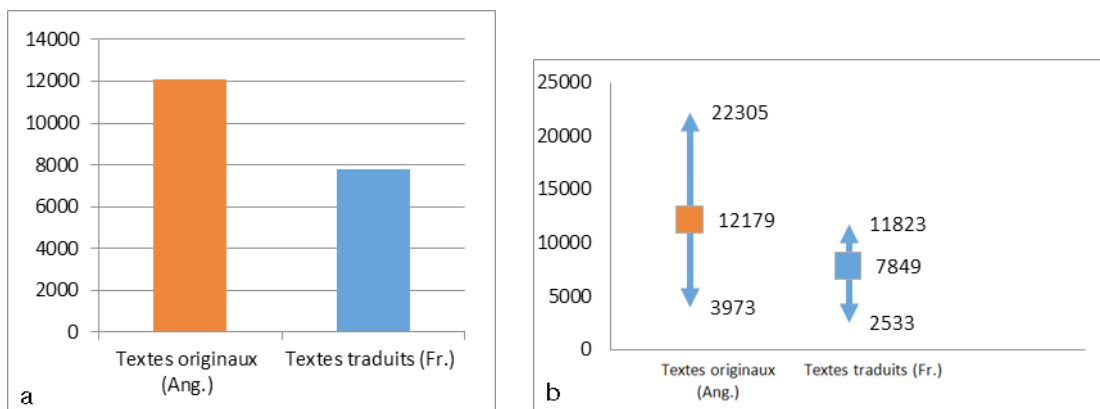 14000
12000
10000
8000
6000
4000
2000
0
Textes originaux
(Ang.)
Textes traduits (Fr.)
a
25000
20000
15000
10000
5000
0
22305
12179
3973
11823
7849
2533
Textes originaux
(Ang.)
Textes traduits (Fr.)
b